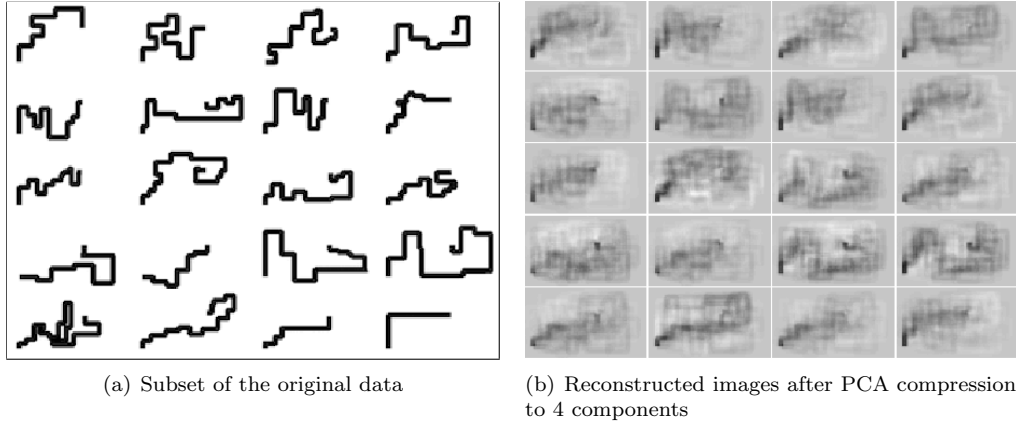 (a) Subset of the original data
(b) Reconstructed images after PCA compression
to 4 components